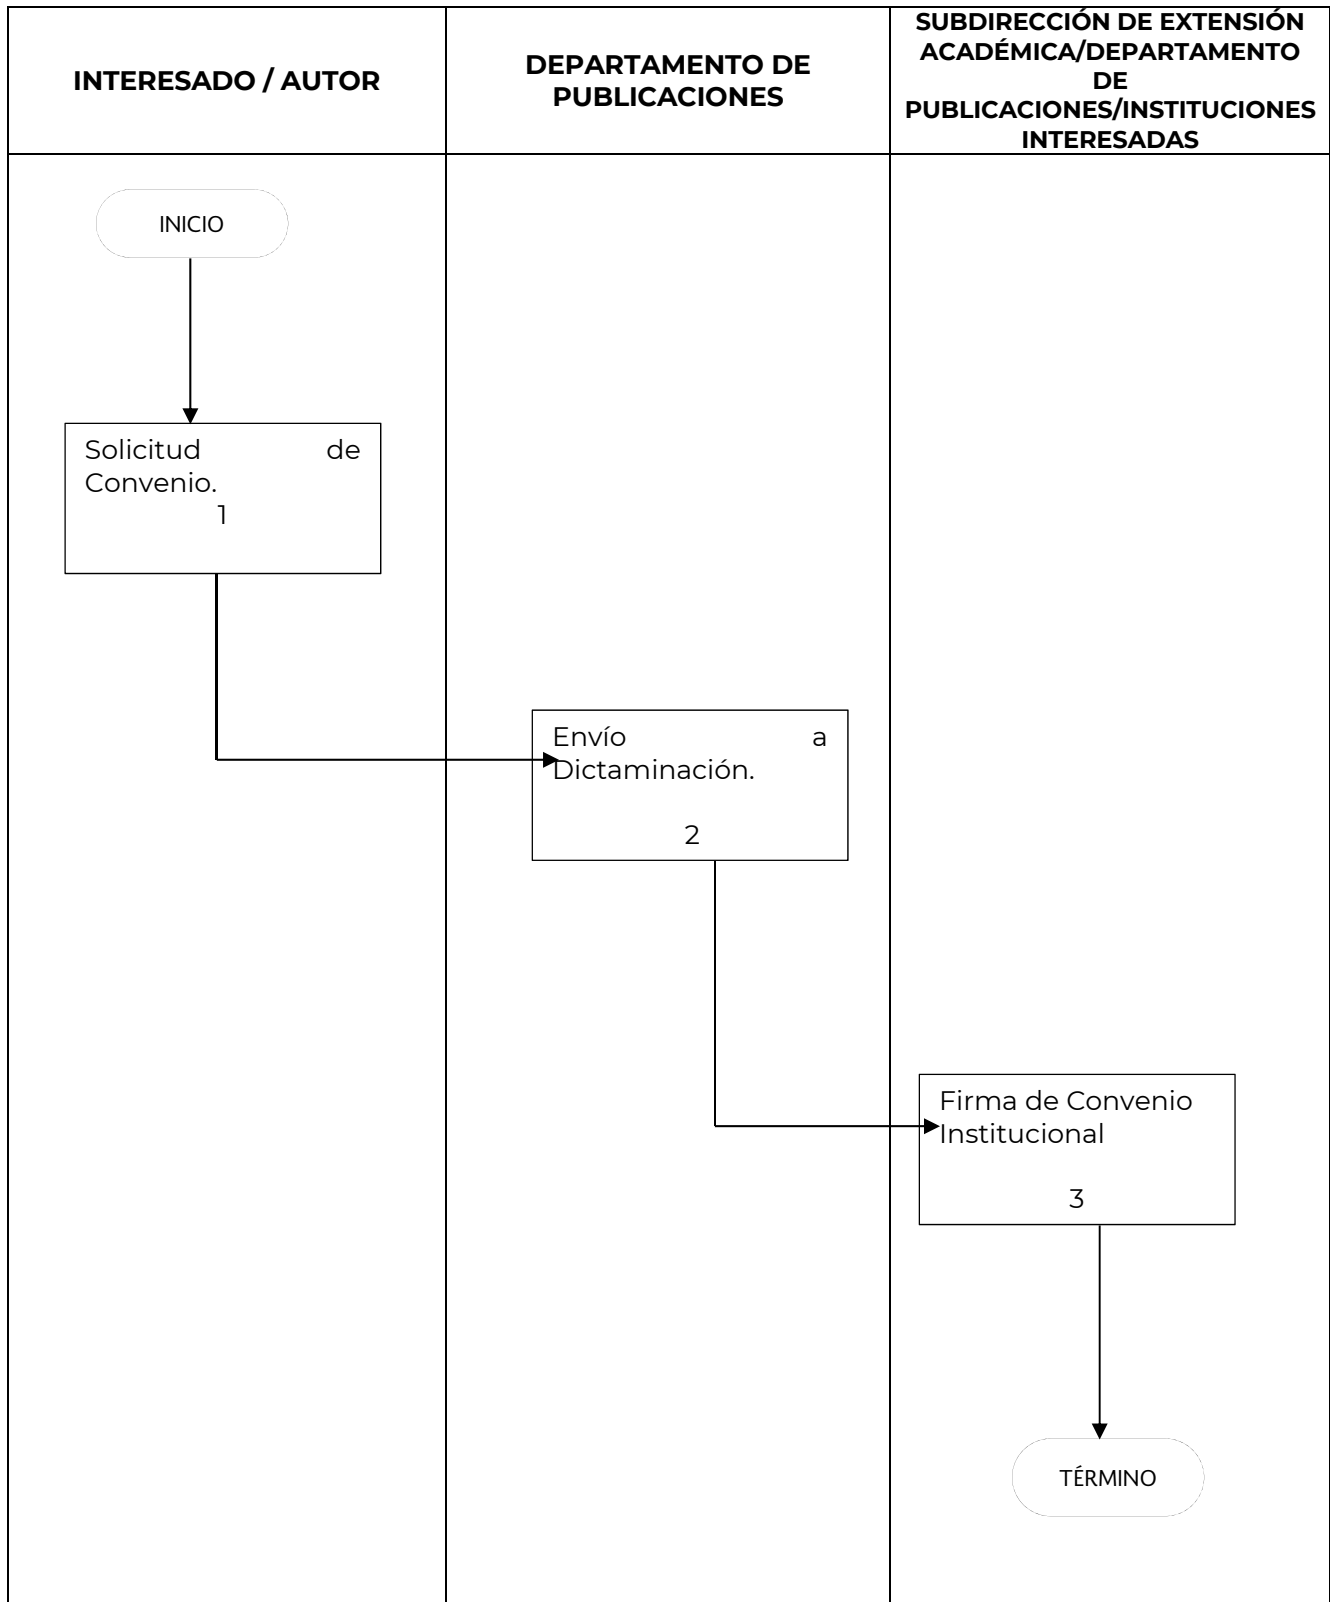 INTERESADO / AUTOR
DEPARTAMENTO DE
PUBLICACIONES
SUBDIRECCIÓN DE EXTENSIÓN
ACADÉMICA/DEPARTAMENTO
DE
PUBLICACIONES/INSTITUCIONES
INTERESADAS
INICIO
Solicitud de
Convenio.
1
Envío a
Dictaminación.
2
Firma de Convenio
Institucional
3
TÉRMINO